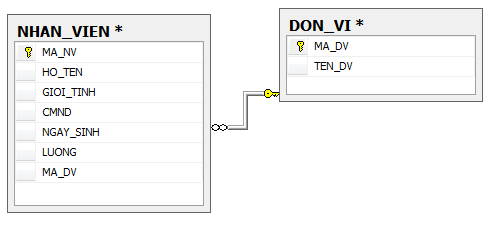 NHAN_VIEN *
MA_NV
HO_TEN
GIOI_TINH
CMND
NGAY_SINH
LUONG
MA_DV
DON_VI *
MA_DV
TEN_DV